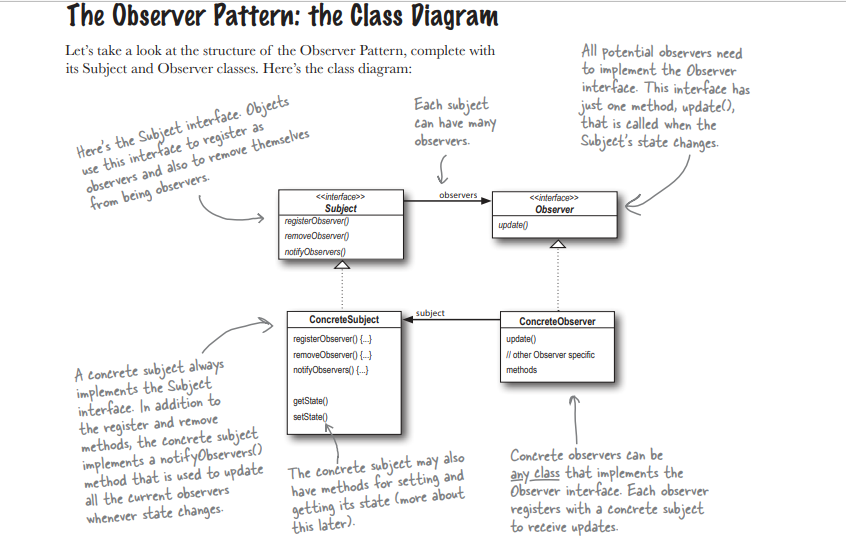 The Observer Pattern: the Class Diagram
Let's take a look at the structure of the Observer Pattern, complete with
its Subject and Observer classes. Here's the class diagram:
All potential observers need
to implement the Observer
interface. This interface has
just one method, update(),
that is called when the
Subject's state changes.
Each subject
can have many
observers.
Here's the Subject interface. Objects
use this interface to register as
observers and also to remove themselves
from being observers.
<<interface>>
Subject
registerObserver()
removeObserver()
notifyObservers()
observers
<<interface>>
Observer
update()
ConcreteSubject
registerObserver() {...}
removeObserver() {...}
notifyObservers() {...}
getState()
setState()
subject
ConcreteObserver
update()
// other Observer specific
methods
A concrete subject always
implements the Subject
interface. In addition to
the register and remove
methods, the concrete subject
implements a notifyObservers()
method that is used to update
all the current observers
whenever state changes.
The concrete subject may also
have methods for setting and
getting its state (more about
this later).
Concrete observers can be
any class that implements the
Observer interface. Each observer
registers with a concrete subject
to receive updates.